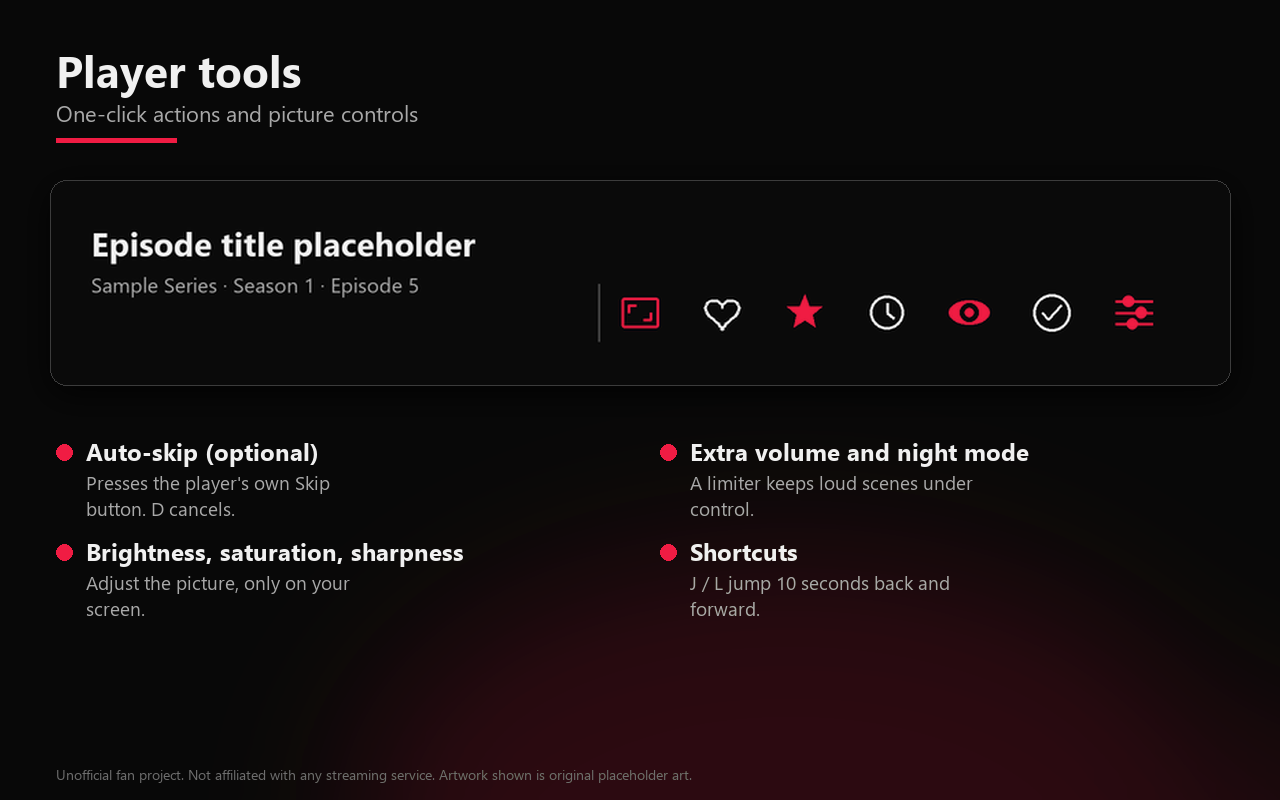 Player tools
One-click actions and picture controls
Episode title placeholder
Sample Series · Season 1 · Episode 5
Auto-skip (optional)
Presses the player's own Skip
button. D cancels.
Extra volume and night mode
A limiter keeps loud scenes under
control.
Brightness, saturation, sharpness
Adjust the picture, only on your
screen.
Shortcuts
J / L jump 10 seconds back and
forward.
Unofficial fan project. Not affiliated with any streaming service. Artwork shown is original placeholder art.